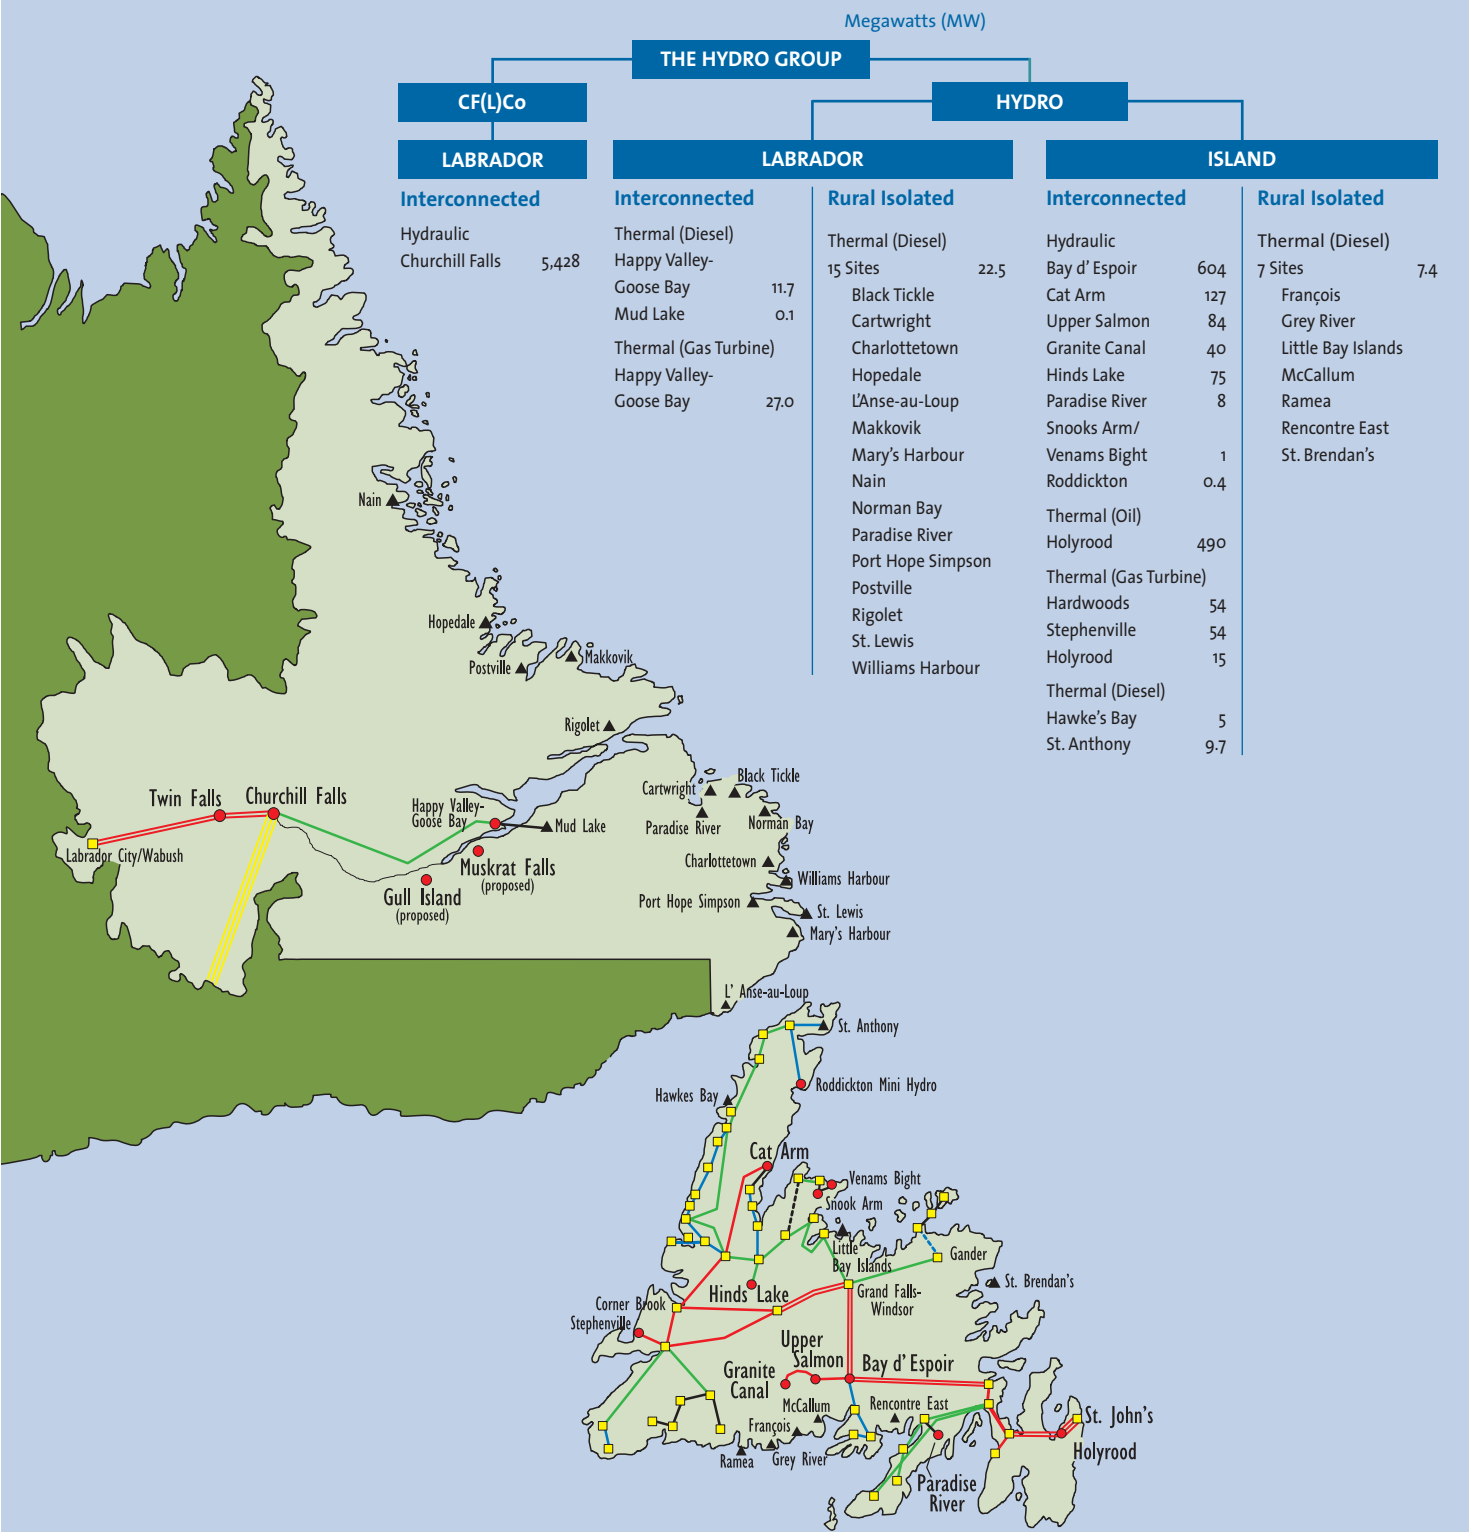 Megawatts (MW)
THE HYDRO GROUP
CF(L)Co
HYDRO
LABRADOR
LABRADOR
ISLAND
Interconnected
Hydraulic
Churchill Falls 5,428
Interconnected
Thermal (Diesel)
Happy Valley-
Goose Bay 11.7
Mud Lake 0.1
Thermal (Gas Turbine)
Happy Valley-
Goose Bay 27.0
Rural Isolated
Thermal (Diesel)
15 Sites 22.5
Black Tickle
Cartwright
Charlottetown
Hopedale
L'Anse-au-Loup
Makkovik
Mary's Harbour
Nain
Norman Bay
Paradise River
Port Hope Simpson
Postville
Rigolet
St. Lewis
Williams Harbour
Interconnected
Hydraulic
Bay d' Espoir 604
Cat Arm 127
Upper Salmon 84
Granite Canal 40
Hinds Lake 75
Paradise River 8
Snooks Arm/
Venams Bight 1
Roddickton 0.4
Thermal (Oil)
Holyrood 490
Thermal (Gas Turbine)
Hardwoods 54
Stephenville 54
Holyrood 15
Thermal (Diesel)
Hawke's Bay 5
St. Anthony 9.7
Rural Isolated
Thermal (Diesel)
7 Sites 7.4
François
Grey River
Little Bay Islands
McCallum
Ramea
Rencontre East
St. Brendan's
Nain
Hopedale
Postville
Makkovik
Rigolet
Twin Falls
Churchill Falls
Happy Valley-
Goose Bay
Mud Lake
Labrador City/Wabush
Muskrat Falls
(proposed)
Gull Island
(proposed)
Cartwright
Black Tickle
Paradise River
Norman Bay
Charlottetown
Williams Harbour
Port Hope Simpson
St. Lewis
Mary's Harbour
L' Anse-au-Loup
St. Anthony
Roddickton Mini Hydro
Hawkes Bay
Cat Arm
Venams Bight
Snook Arm
Little
Bay Islands
Gander
St. Brendan's
Hinds Lake
Grand Falls-
Windsor
Corner Brook
Stephenville
Upper
Salmon
Bay d' Espoir
Granite
Canal
McCallum
Rencontre East
François
Ramea
Grey River
St. John's
Holyrood
Paradise
River